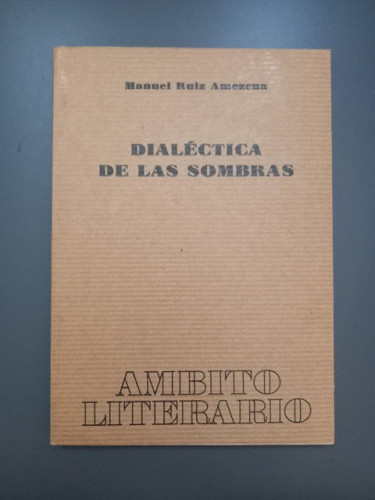 Manuel Ruiz Amezcua
DIALÉCTICA
DE LAS SOMBRAS
AMBITO
LITERARIO